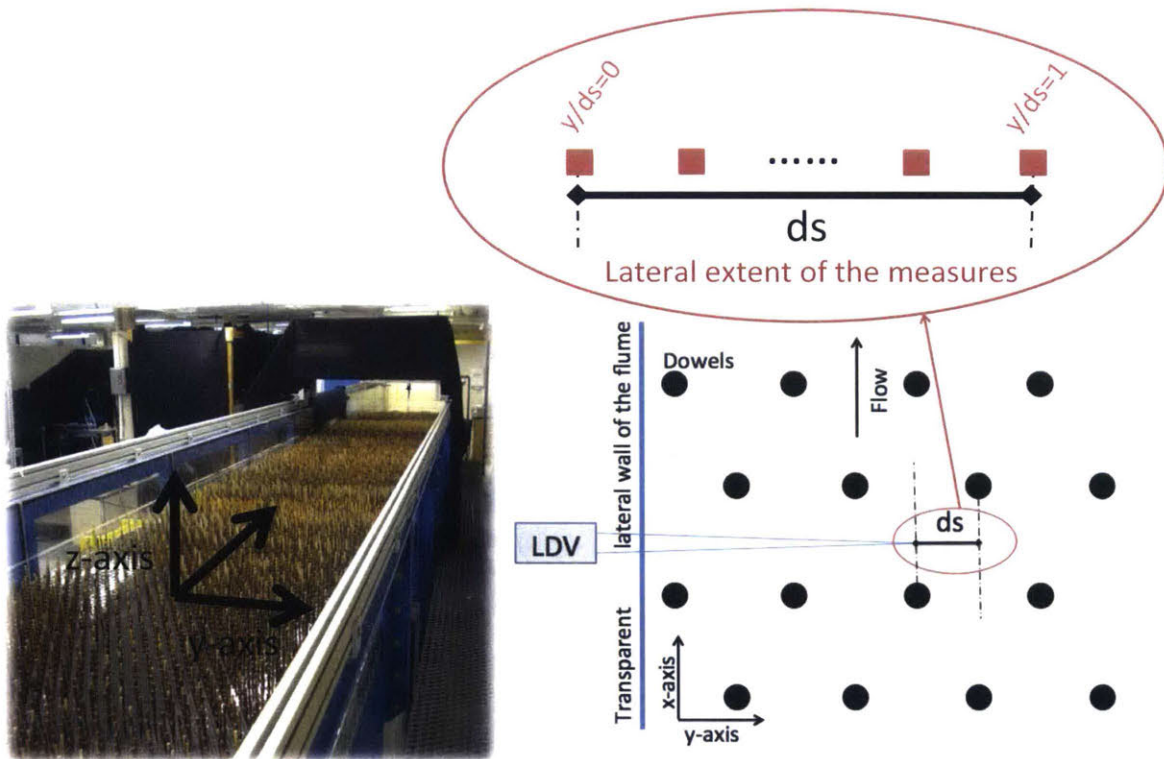 y/ds=0
y/ds=1
......
ds
Lateral extent of the measures
z-axis
y-axis
Transparent lateral wall of the flume
Dowels
Flow
ds
LDV
x-axis
y-axis